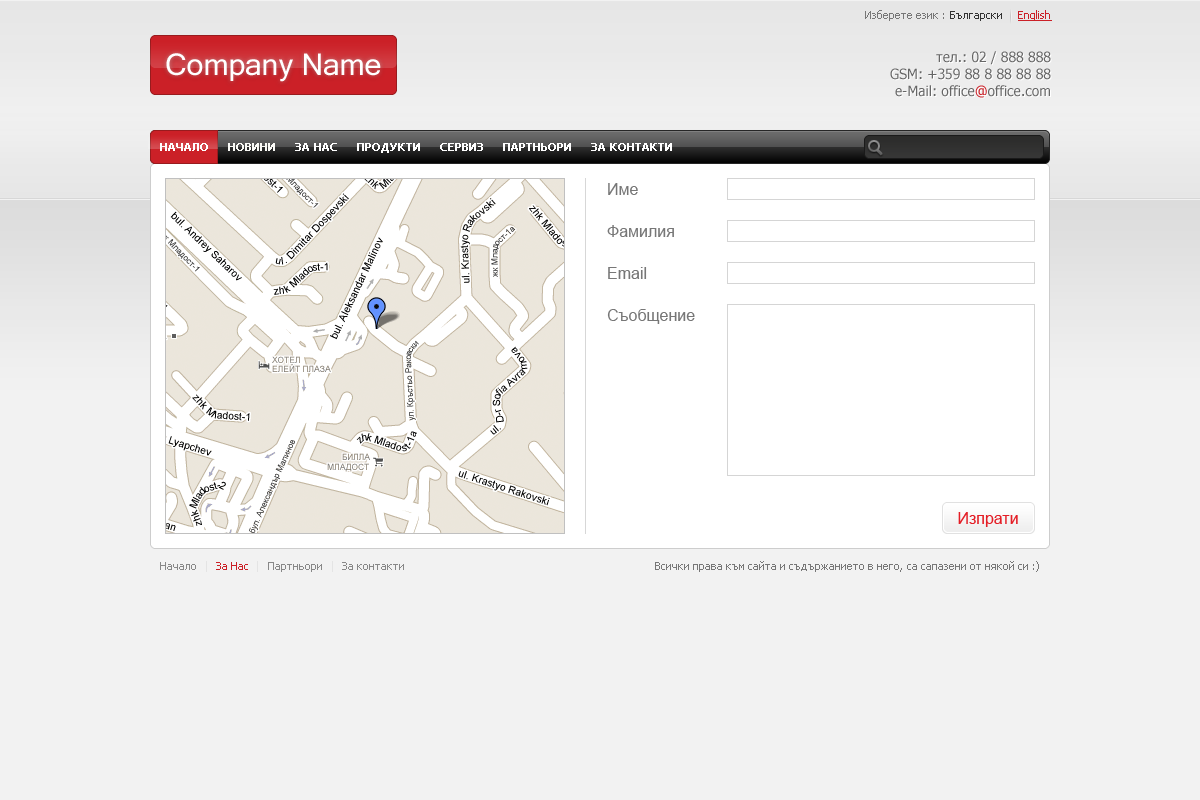 Изберете език : Български English
Company Name
тел.: 02 / 888 888
GSM: +359 88 8 88 88 88
e-Mail: office@office.com
НАЧАЛО НОВИНИ ЗА НАС ПРОДУКТИ СЕРВИЗ ПАРТНЬОРИ ЗА КОНТАКТИ
жк Младост-1
bul. Andrey Saharov
ul. Dimitar Dospevski
bul. Aleksandar Malinov
ul. Krastyo Rakovski
zhk Mlado
жк Младост-1а
жк Младост-1
zhk Mladost-1
ХОТЕЛ
ЕЛЕЙТ ПЛАЗА
ул. Кръстьо Раковски
ul. D-r Sofia Avramova
zhk Mladost-1
Lyapchev
zhk Mladost-1a
БИЛЛА
МЛАДОСТ
бул. Александър Малинов
zhk Mladost-2
ul. Krastyo Rakovski
Име
Фамилия
Email
Съобщение
Изпрати
Начало За Нас Партньори За контакти
Всички права към сайта и съдържанието в него, са сапазени от някой си :)